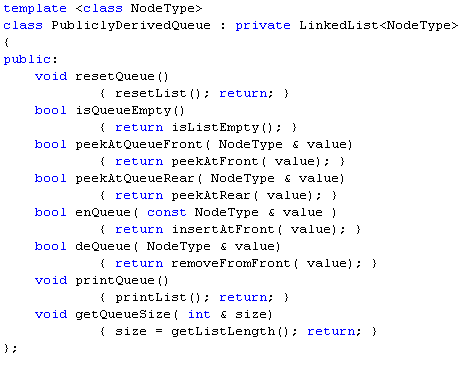 template <class NodeType>
class PubliclyDerivedQueue : private LinkedList<NodeType>
{
public:
    void resetQueue()
            { resetList(); return; }
    bool isQueueEmpty()
            { return isListEmpty(); }
    bool peekAtQueueFront( NodeType & value)
            { return peekAtFront( value); }
    bool peekAtQueueRear( NodeType & value)
            { return peekAtRear( value); }
    bool enQueue( const NodeType & value )
            { return insertAtFront( value); }
    bool deQueue( NodeType & value)
            { return removeFromFront( value); }
    void printQueue()
            { printList(); return; }
    void getQueueSize( int & size)
            { size = getListLength(); return; }
};